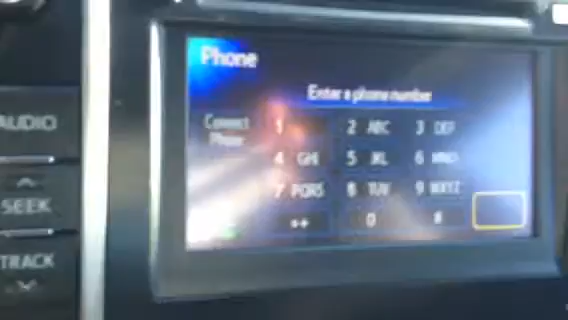 Phone
Enter a phone number
Connect
Phone
1
2 ABC
3 DEF
4 GHI
5 JKL
6 MNO
7 PQRS
8 TUV
9 WXYZ
*+
0
#
AUDIO
SEEK
TRACK